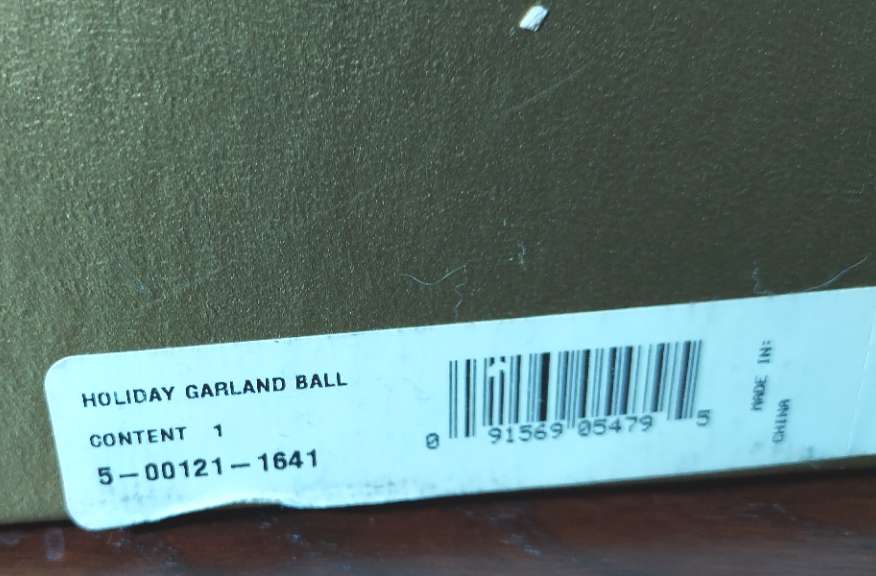 HOLIDAY GARLAND BALL
CONTENT 1
5-00121-1641
0 91569 05479 5
MADE IN:
CHINA